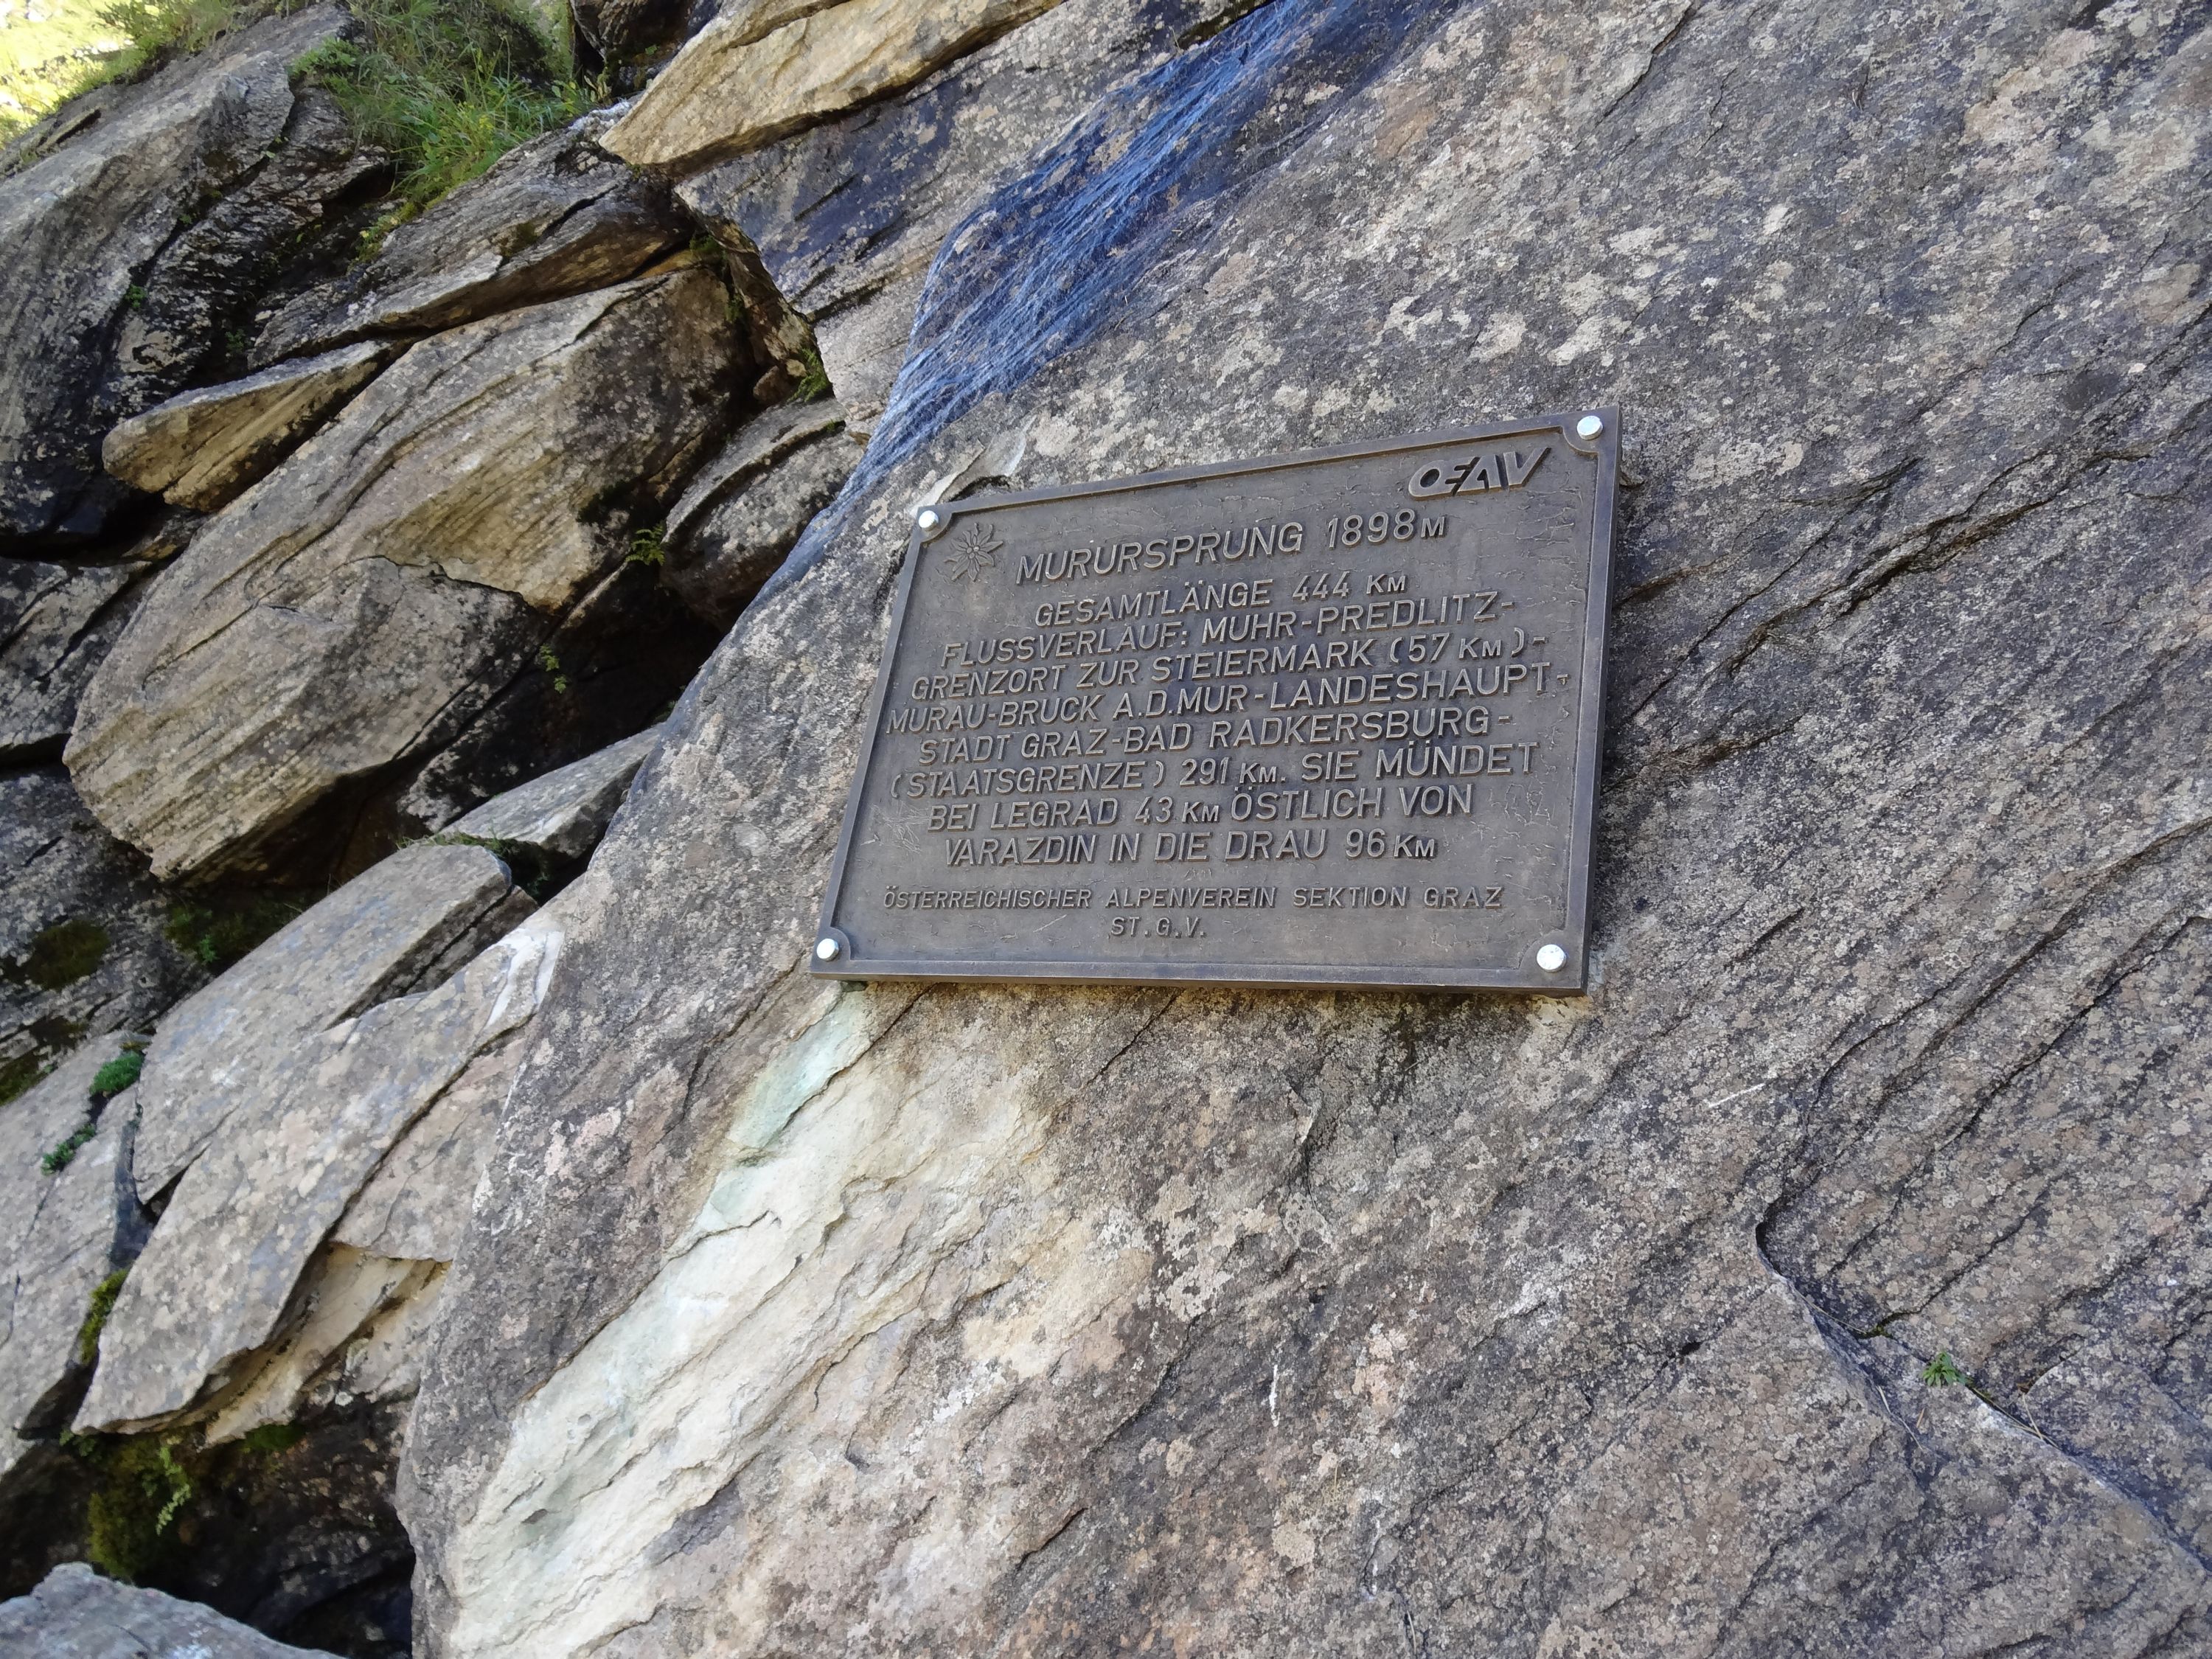 OEAV
MURURSPRUNG 1898M
GESAMTLÄNGE 444 KM
FLUSSVERLAUF: MUHR-PREDLITZ-
GRENZORT ZUR STEIERMARK (57 KM)-
MURAU-BRUCK A.D.MUR-LANDESHAUPT-
STADT GRAZ-BAD RADKERSBURG-
(STAATSGRENZE) 291 KM. SIE MÜNDET
BEI LEGRAD 43 KM ÖSTLICH VON
VARAZDIN IN DIE DRAU 96 KM
ÖSTERREICHISCHER ALPENVEREIN SEKTION GRAZ
ST.G.V.